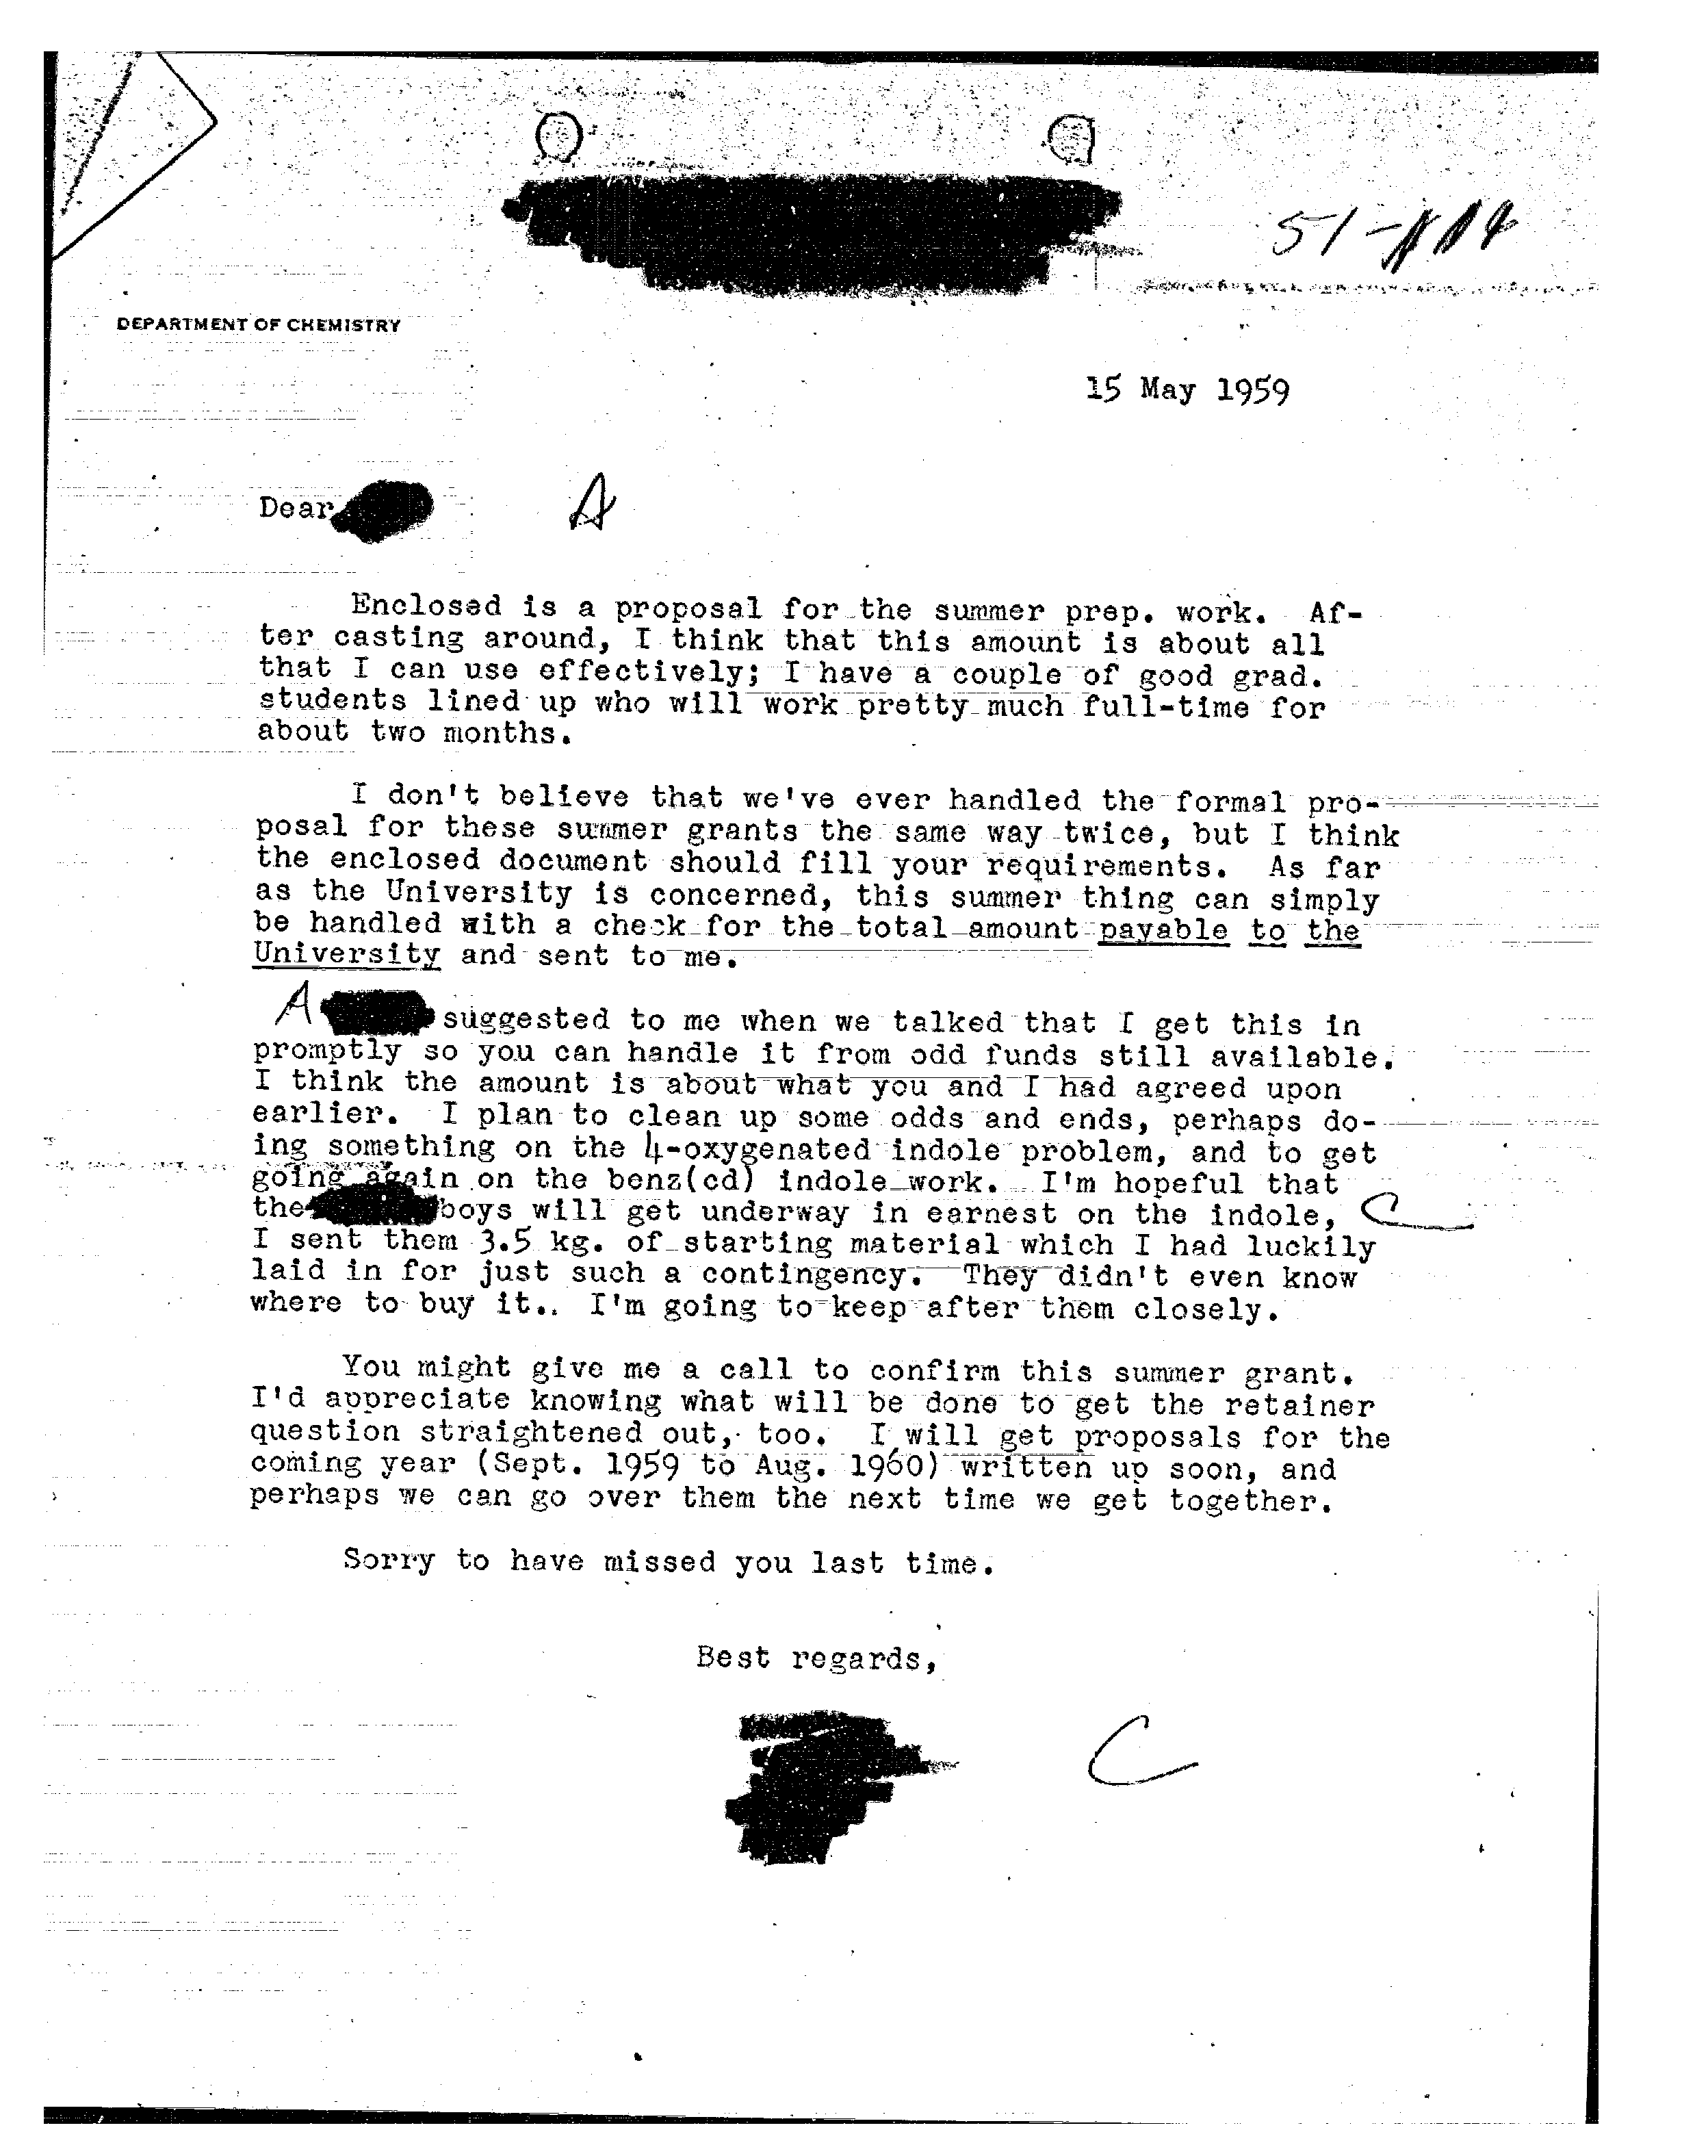 DEPARTMENT OF CHEMISTRY
15 May 1959
Dear
A
Enclosed is a proposal for the summer prep. work. Af-
ter casting around, I think that this amount is about all
that I can use effectively; I have a couple of good grad.
students lined up who will work pretty much full-time for
about two months.
I don't believe that we've ever handled the formal pro-
posal for these summer grants the same way twice, but I think
the enclosed document should fill your requirements. As far
as the University is concerned, this summer thing can simply
be handled with a check for the total amount payable to the
University and sent to me.
A suggested to me when we talked that I get this in
promptly so you can handle it from odd funds still available.
I think the amount is about what you and I had agreed upon
earlier. I plan to clean up some odds and ends, perhaps do-
ing something on the 4-oxygenated indole problem, and to get
going again on the benz(cd) indole work. I'm hopeful that
the boys will get underway in earnest on the indole, C
I sent them 3.5 kg. of starting material which I had luckily
laid in for just such a contingency. They didn't even know
where to buy it.. I'm going to keep after them closely.
You might give me a call to confirm this summer grant.
I'd appreciate knowing what will be done to get the retainer
question straightened out, too. I will get proposals for the
coming year (Sept. 1959 to Aug. 1960) written up soon, and
perhaps we can go over them the next time we get together.
Sorry to have missed you last time.
Best regards,
C